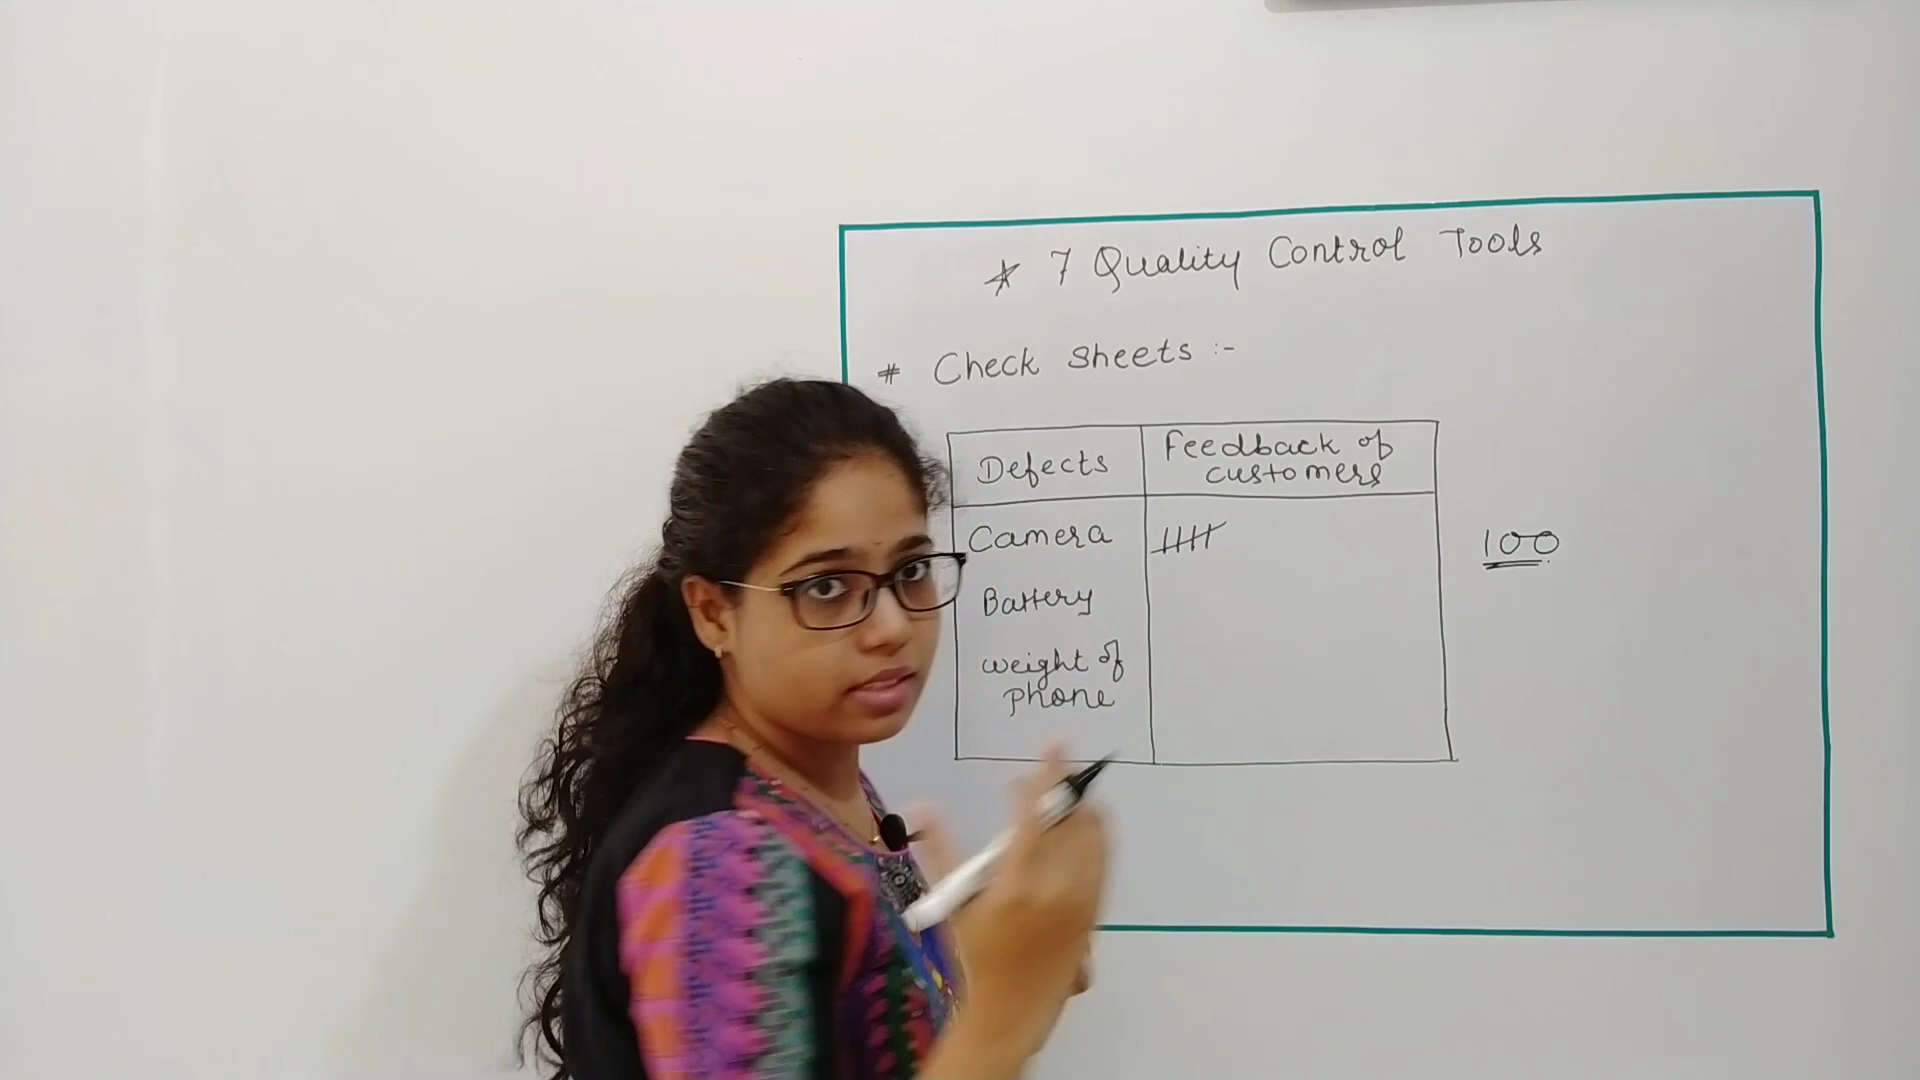 * 7 Quality Control Tools
# Check Sheets :-
Defects
Feedback of
customers
Camera
100
Battery
weight of
phone